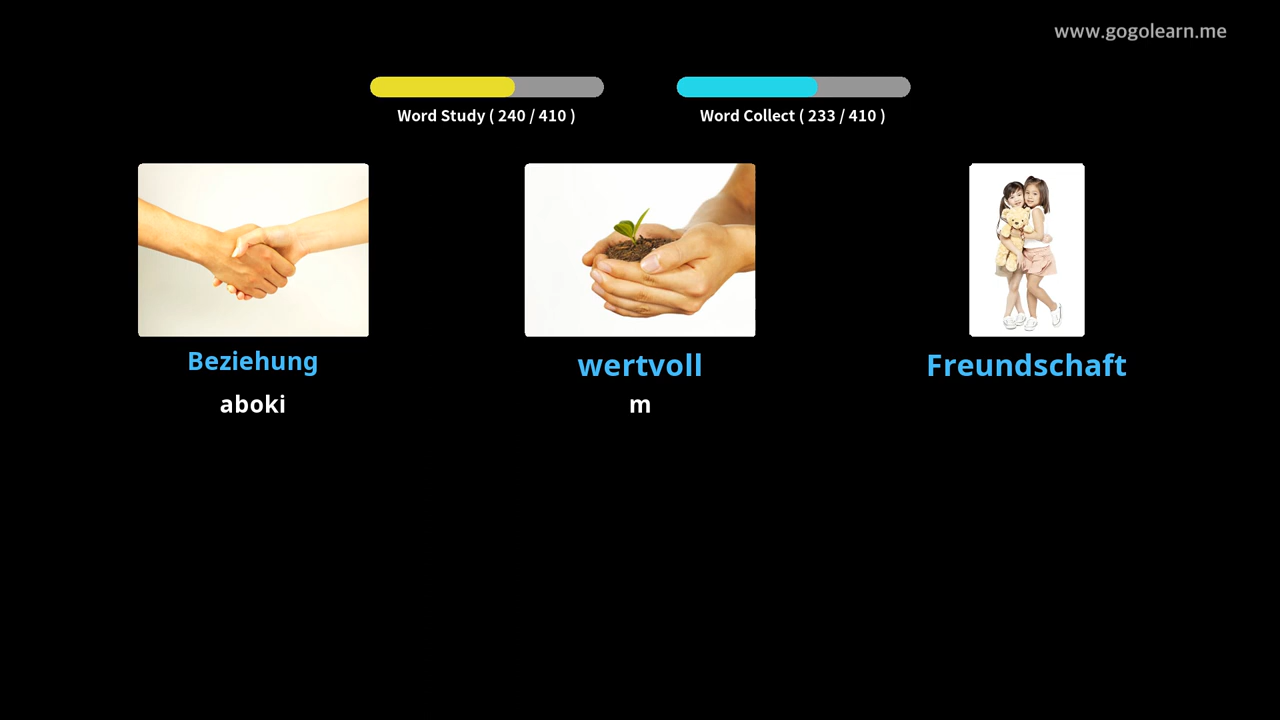 www.gogolearn.me
Word Study ( 240 / 410 )
Word Collect ( 233 / 410 )
Beziehung
wertvoll
Freundschaft
aboki
m